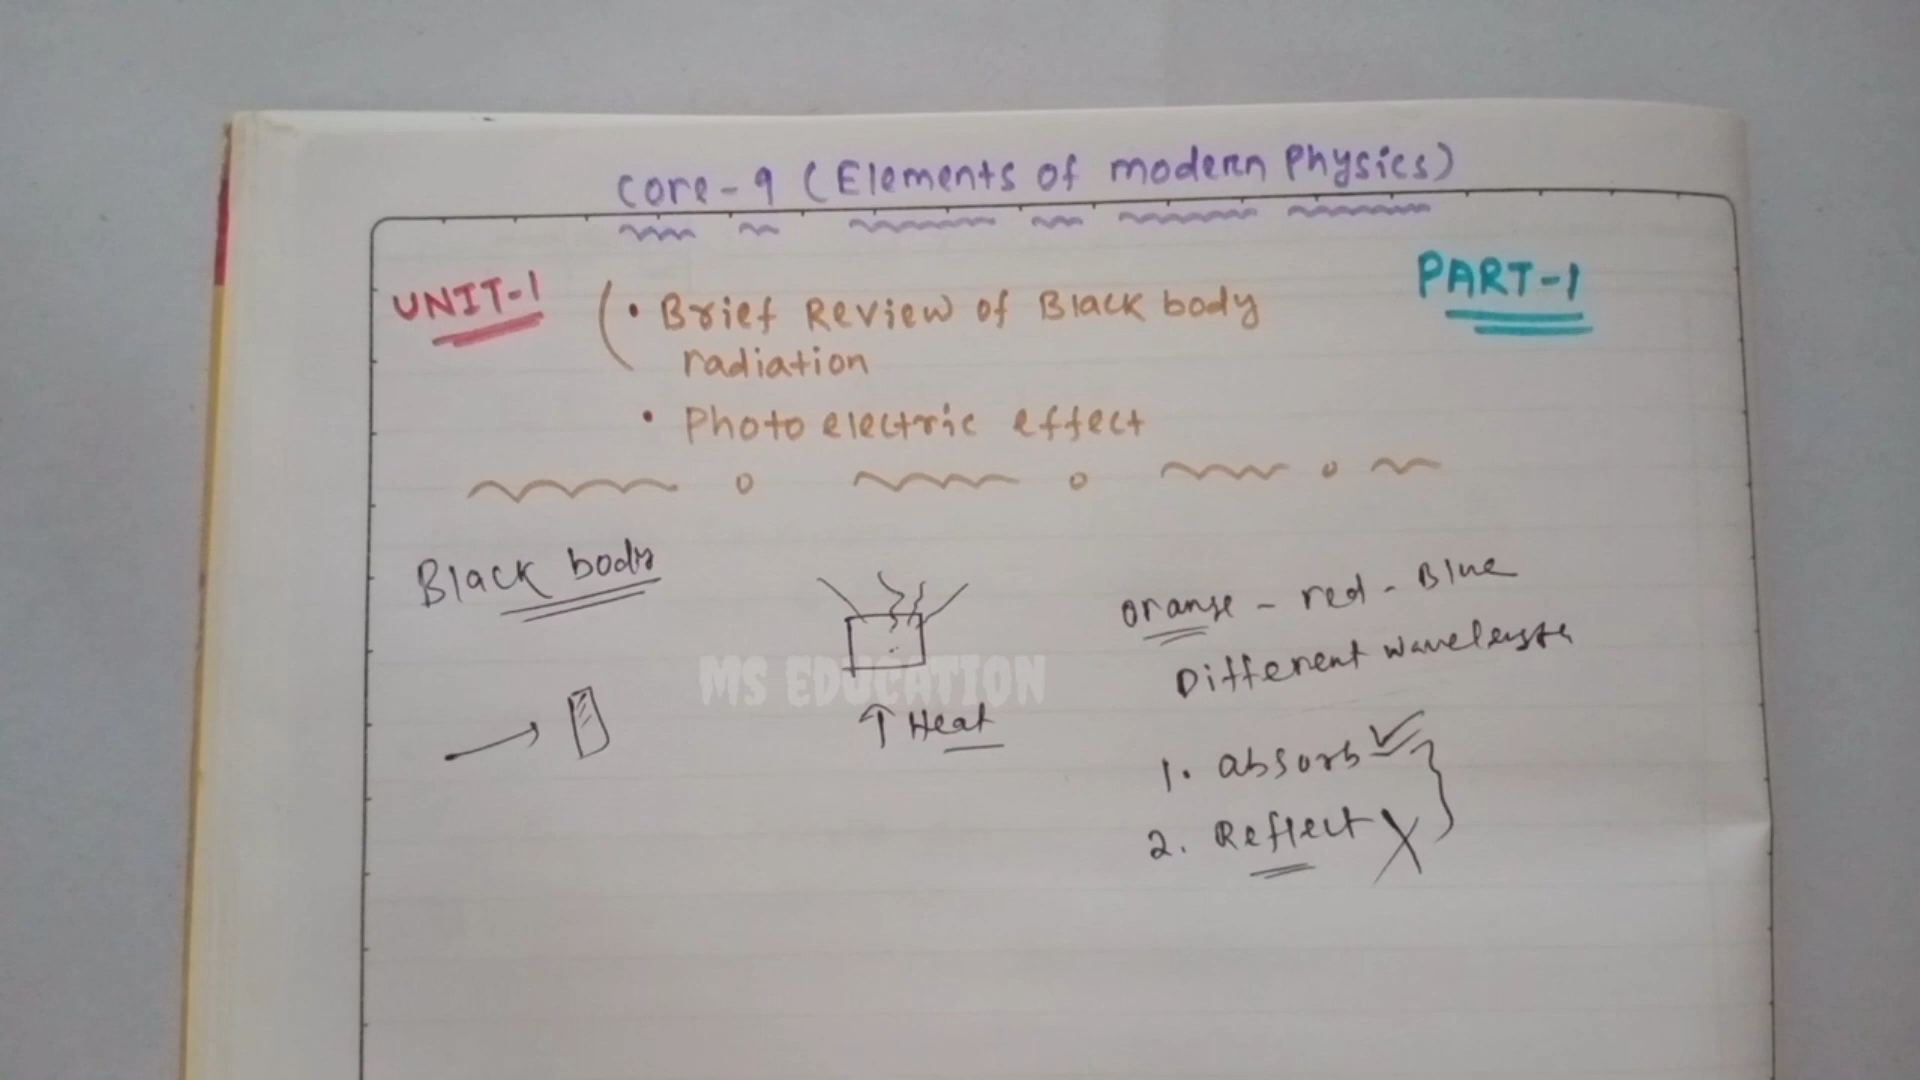 Core-9 (Elements of modern Physics)
UNIT-1
PART-1
(• Brief Review of Black body
radiation
• Photo electric effect
Black body
orange - red - Blue
Different wavelength
↑ Heat
1. absorb ✓
2. Reflect X
MS EDUCATION